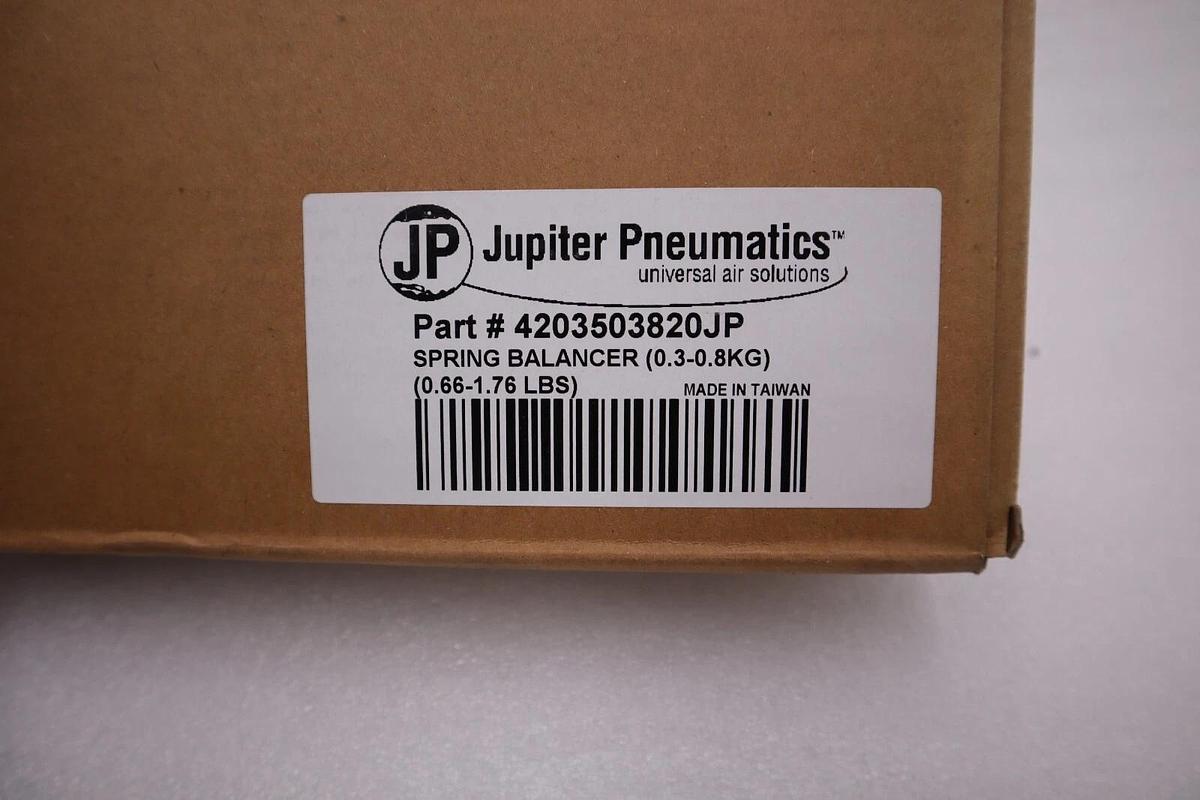 JP Jupiter Pneumatics™
universal air solutions
Part # 4203503820JP
SPRING BALANCER (0.3-0.8KG)
(0.66-1.76 LBS) MADE IN TAIWAN